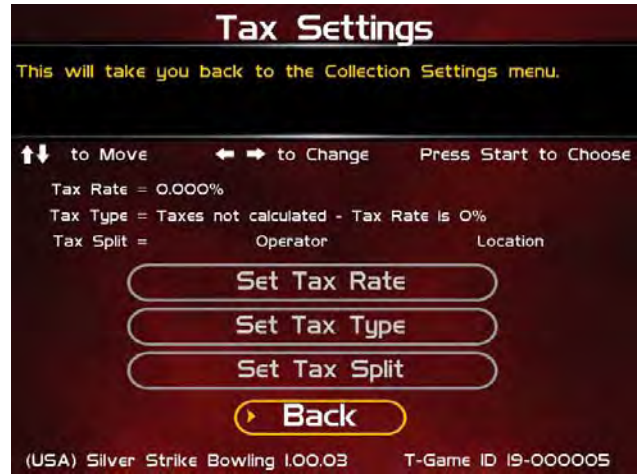 Tax Settings
This will take you back to the Collection Settings menu.
to Move to Change Press Start to Choose
Tax Rate = 0.000%
Tax Type = Taxes not calculated - Tax Rate is 0%
Tax Split = Operator Location
Set Tax Rate
Set Tax Type
Set Tax Split
Back
(USA) Silver Strike Bowling 1.00.03 T-Game ID 19-000005